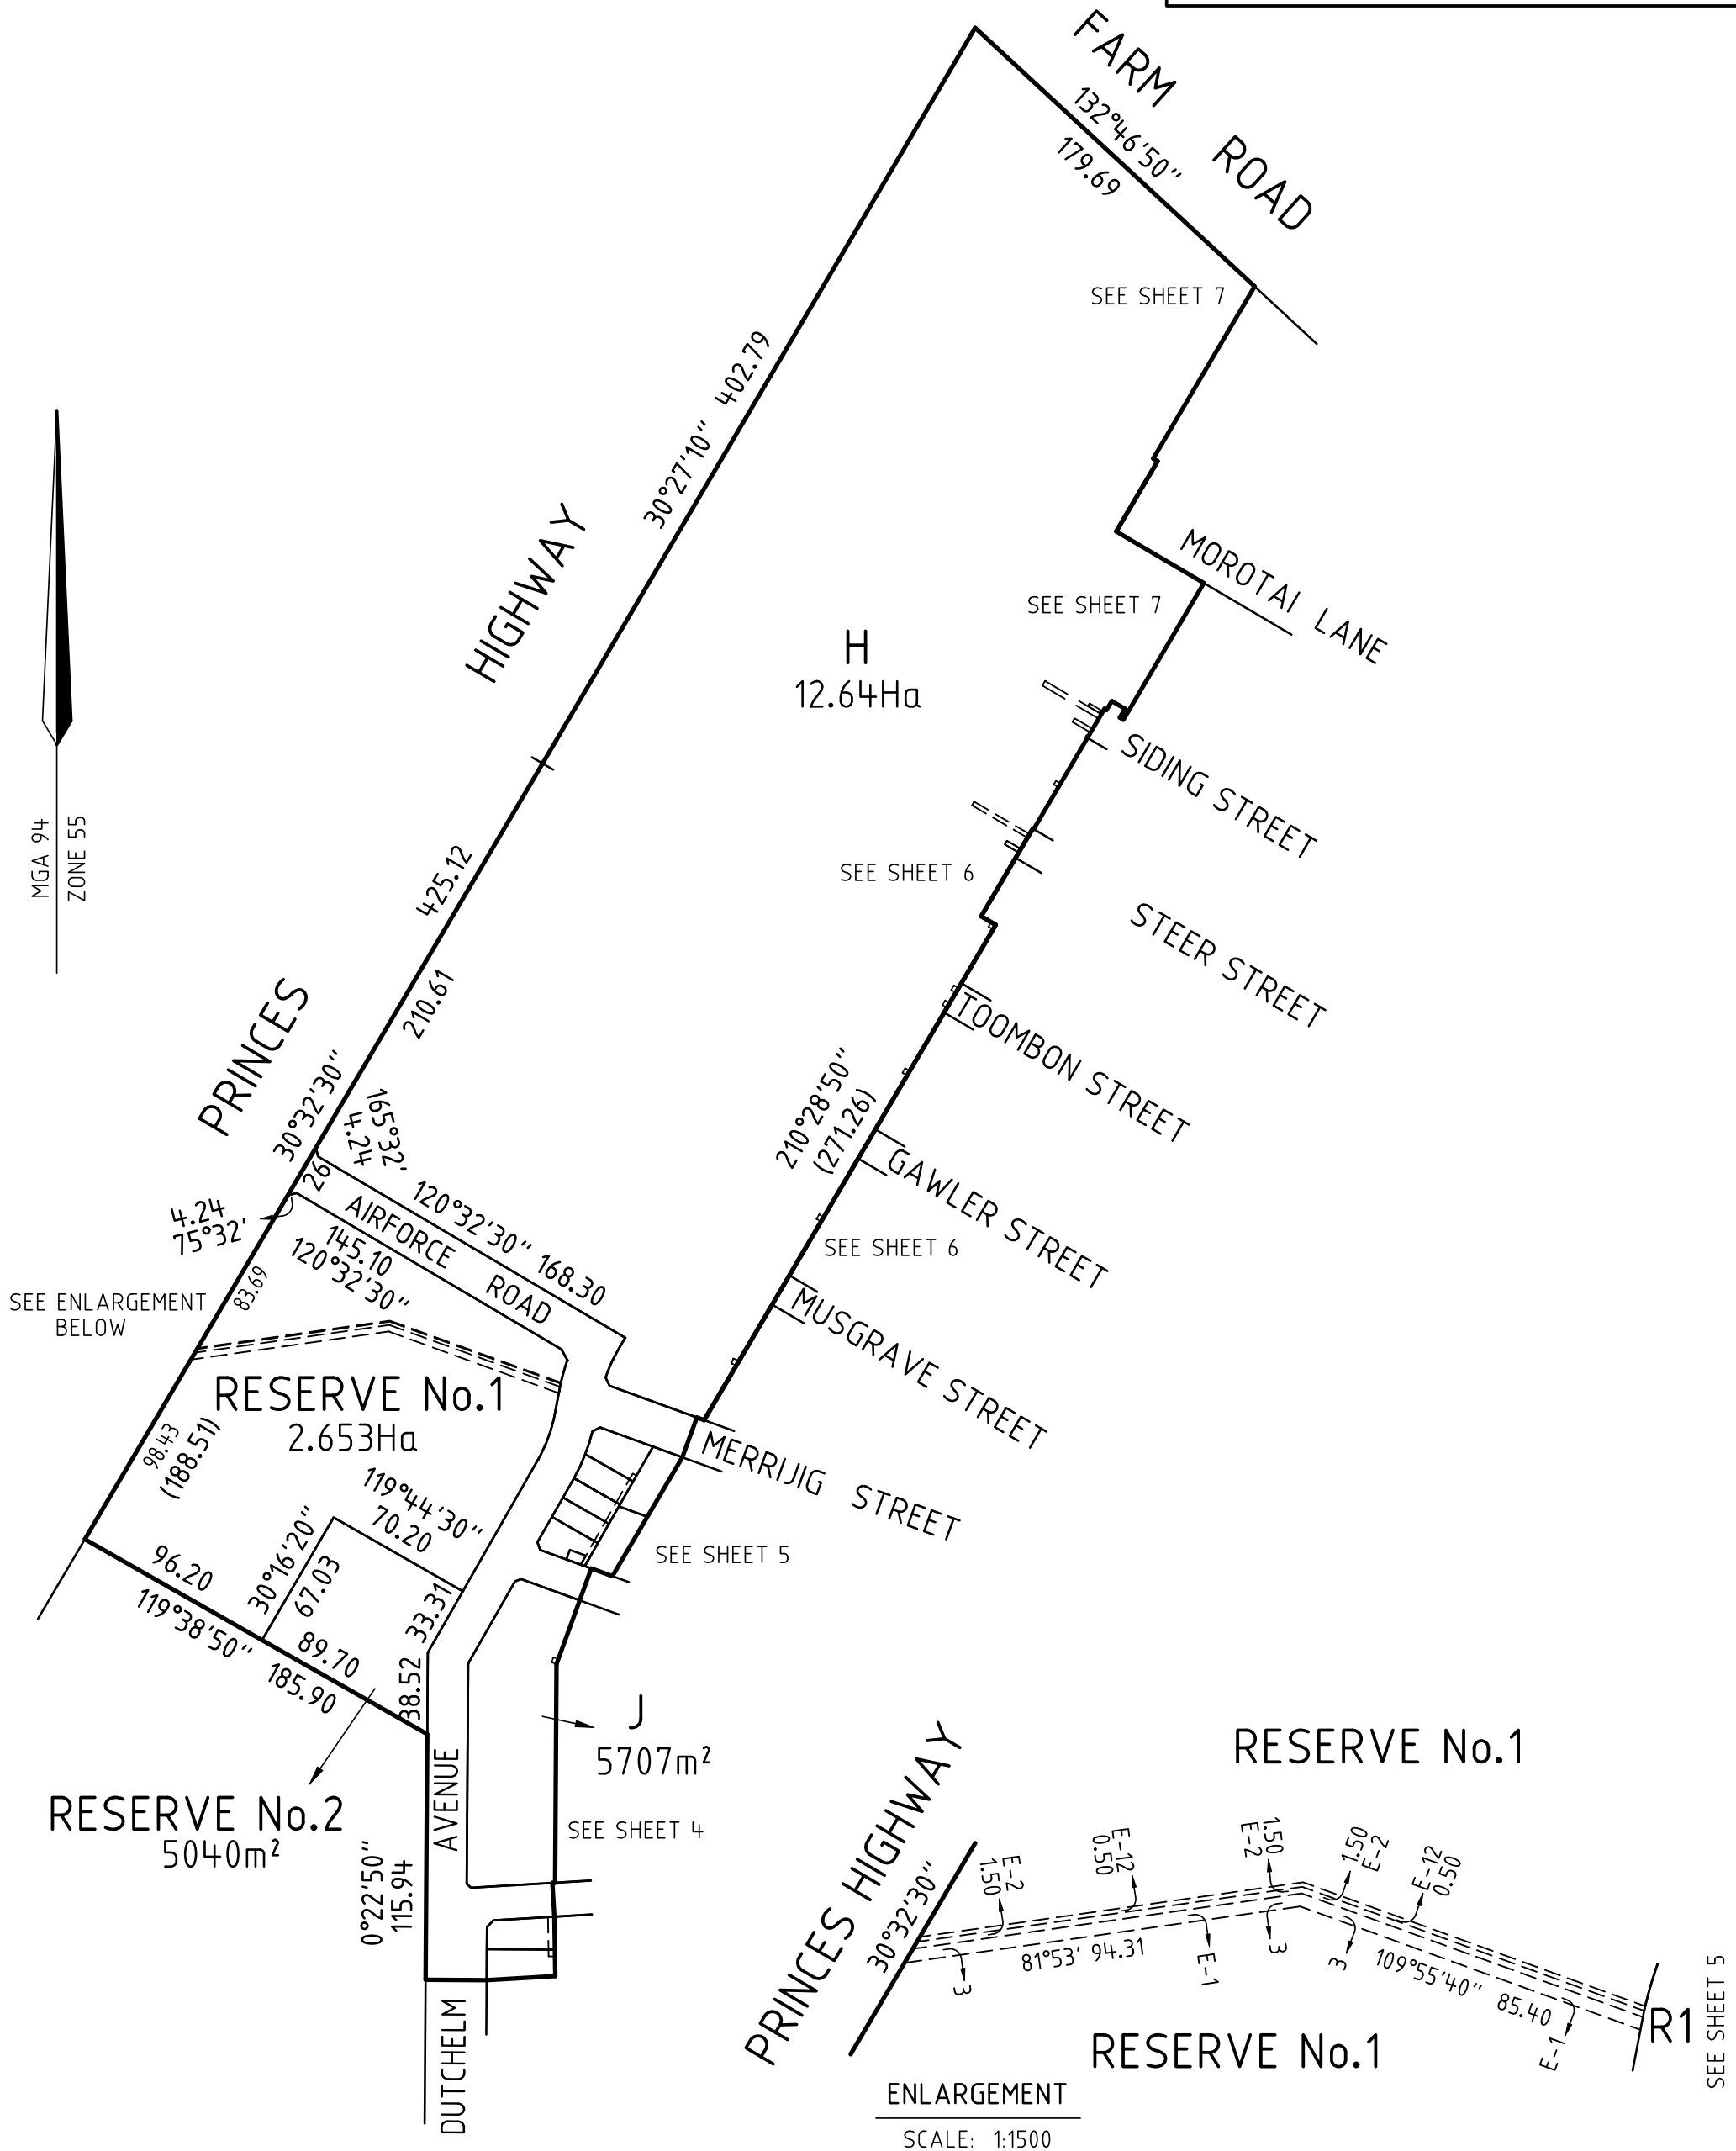 FARM ROAD
132°46'50"
179.69
SEE SHEET 7
30°27'10" 402.79
HIGHWAY
MOROTAI LANE
SEE SHEET 7
H
12.64Ha
SIDING STREET
MGA 94
ZONE 55
425.12
SEE SHEET 6
STEER STREET
210.61
PRINCES
TOOMBON STREET
30°32'30"
165°32'
4.24
210°28'50"
(271.26)
26
GAWLER STREET
4.24
75°32'
AIRFORCE ROAD
120°32'30" 168.30
145.10
120°32'30"
SEE SHEET 6
83.69
SEE ENLARGEMENT
BELOW
MUSGRAVE STREET
RESERVE No.1
2.653Ha
98.43
(188.51)
MERRIJIG STREET
119°44'30"
70.20
SEE SHEET 5
96.20
30°16'20"
67.03
33.31
119°38'50" 185.90
89.70
38.52
J
5707m²
AVENUE
RESERVE No.2
5040m²
SEE SHEET 4
0°22'50"
115.94
DUTCHELM
PRINCES HIGHWAY
30°32'30"
RESERVE No.1
E-2
1.50
E-12
0.50
1.50
E-2
1.50
E-2
E-12
0.50
3
81°53' 94.31
E-1
3
3
109°55'40" 85.40
E-1
R1
SEE SHEET 5
RESERVE No.1
ENLARGEMENT
SCALE: 1:1500